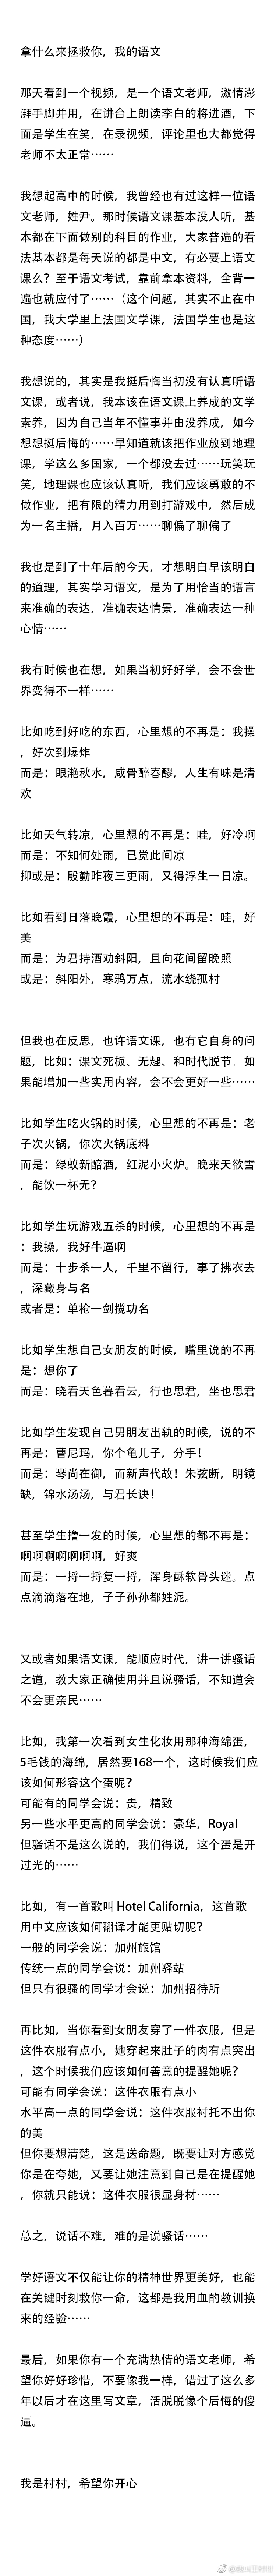 拿什么来拯救你，我的语文
那天看到一个视频，是一个语文老师，激情澎
湃手脚并用，在讲台上朗读李白的将进酒，下
面是学生在笑，在录视频，评论里也大都觉得
老师不太正常……
我想起高中的时候，我曾经也有过这样一位语
文老师，姓尹。那时候语文课基本没人听，基
本都在下面做别的科目的作业，大家普遍的看
法基本都是每天说的都是中文，有必要上语文
课么？至于语文考试，靠前拿本资料，全背一
遍也就应付了……（这个问题，其实不止在中
国，我大学里上法国文学课，法国学生也是这
种态度……）
我想说的，其实是我挺后悔当初没有认真听语
文课，或者说，我本该在语文课上养成的文学
素养，因为自己当年不懂事并由没养成，如今
想想挺后悔的……早知道就该把作业放到地理
课，学这么多国家，一个都没去过……玩笑玩
笑，地理课也应该认真听，我们应该勇敢的不
做作业，把有限的精力用到打游戏中，然后成
为一名主播，月入百万……聊偏了聊偏了
我也是到了十年后的今天，才想明白早该明白
的道理，其实学习语文，是为了用恰当的语言
来准确的表达，准确表达情景，准确表达一种
心情……
我有时候也在想，如果当初好好学，会不会世
界变得不一样……
比如吃到好吃的东西，心里想的不再是：我操
，好次到爆炸
而是：眼滟秋水，咸骨醉春醪，人生有味是清
欢
比如天气转凉，心里想的不再是：哇，好冷啊
而是：不知何处雨，已觉此间凉
抑或是：殷勤昨夜三更雨，又得浮生一日凉。
比如看到日落晚霞，心里想的不再是：哇，好
美
而是：为君持酒劝斜阳，且向花间留晚照
或是：斜阳外，寒鸦万点，流水绕孤村
但我也在反思，也许语文课，也有它自身的问
题，比如：课文死板、无趣、和时代脱节。如
果能增加一些实用内容，会不会更好一些……
比如学生吃火锅的时候，心里想的不再是：老
子次火锅，你次火锅底料
而是：绿蚁新醅酒，红泥小火炉。晚来天欲雪
，能饮一杯无？
比如学生玩游戏五杀的时候，心里想的不再是
：我操，我好牛逼啊
而是：十步杀一人，千里不留行，事了拂衣去
，深藏身与名
或者是：单枪一剑揽功名
比如学生想自己女朋友的时候，嘴里说的不再
是：想你了
而是：晓看天色暮看云，行也思君，坐也思君
比如学生发现自己男朋友出轨的时候，说的不
再是：曹尼玛，你个龟儿子，分手！
而是：琴尚在御，而新声代故！朱弦断，明镜
缺，锦水汤汤，与君长诀！
甚至学生撸一发的时候，心里想的都不再是：
啊啊啊啊啊啊啊，好爽
而是：一捋一捋复一捋，浑身酥软骨头迷。点
点滴滴落在地，子子孙孙都姓泥。
又或者如果语文课，能顺应时代，讲一讲骚话
之道，教大家正确使用并且说骚话，不知道会
不会更亲民……
比如，我第一次看到女生化妆用那种海绵蛋，
5毛钱的海绵，居然要168一个，这时候我们应
该如何形容这个蛋呢？
可能有的同学会说：贵，精致
另一些水平更高的同学会说：豪华，Royal
但骚话不是这么说的，我们得说，这个蛋是开
过光的……
比如，有一首歌叫 Hotel California，这首歌
用中文应该如何翻译才能更贴切呢？
一般的同学会说：加州旅馆
传统一点的同学会说：加州驿站
但只有很骚的同学才会说：加州招待所
再比如，当你看到女朋友穿了一件衣服，但是
这件衣服有点小，她穿起来肚子的肉有点突出
，这个时候我们应该如何善意的提醒她呢？
可能有同学会说：这件衣服有点小
水平高一点的同学会说：这件衣服衬托不出你
的美
但你要想清楚，这是送命题，既要让对方感觉
你是在夸她，又要让她注意到自己是在提醒她
，你就只能说：这件衣服很显身材……
总之，说话不难，难的是说骚话……
学好语文不仅能让你的精神世界更美好，也能
在关键时刻救你一命，这都是我用血的教训换
来的经验……
最后，如果你有一个充满热情的语文老师，希
望你好好珍惜，不要像我一样，错过了这么多
年以后才在这里写文章，活脱脱像个后悔的傻
逼。
我是村村，希望你开心